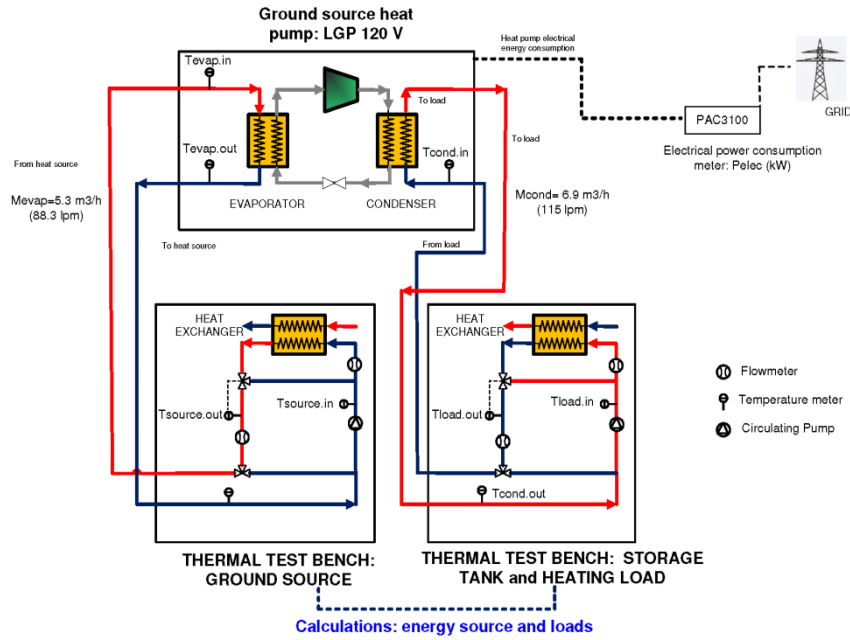 Ground source heat
pump: LGP 120 V
Heat pump electrical
energy consumption
GRID
PAC3100
Electrical power consumption
meter: Pelec (kW)
Tevap.in
To load
To load
From heat source
Tevap.out
Tcond.in
Mevap=5.3 m3/h
(88.3 lpm)
Mcond= 6.9 m3/h
(115 lpm)
EVAPORATOR
CONDENSER
To heat source
From load
HEAT
EXCHANGER
Tsource.in
Tsource.out
HEAT
EXCHANGER
Tload.in
Tload.out
Tcond.out
Flowmeter
Temperature meter
Circulating Pump
THERMAL TEST BENCH:
GROUND SOURCE
THERMAL TEST BENCH: STORAGE
TANK and HEATING LOAD
Calculations: energy source and loads